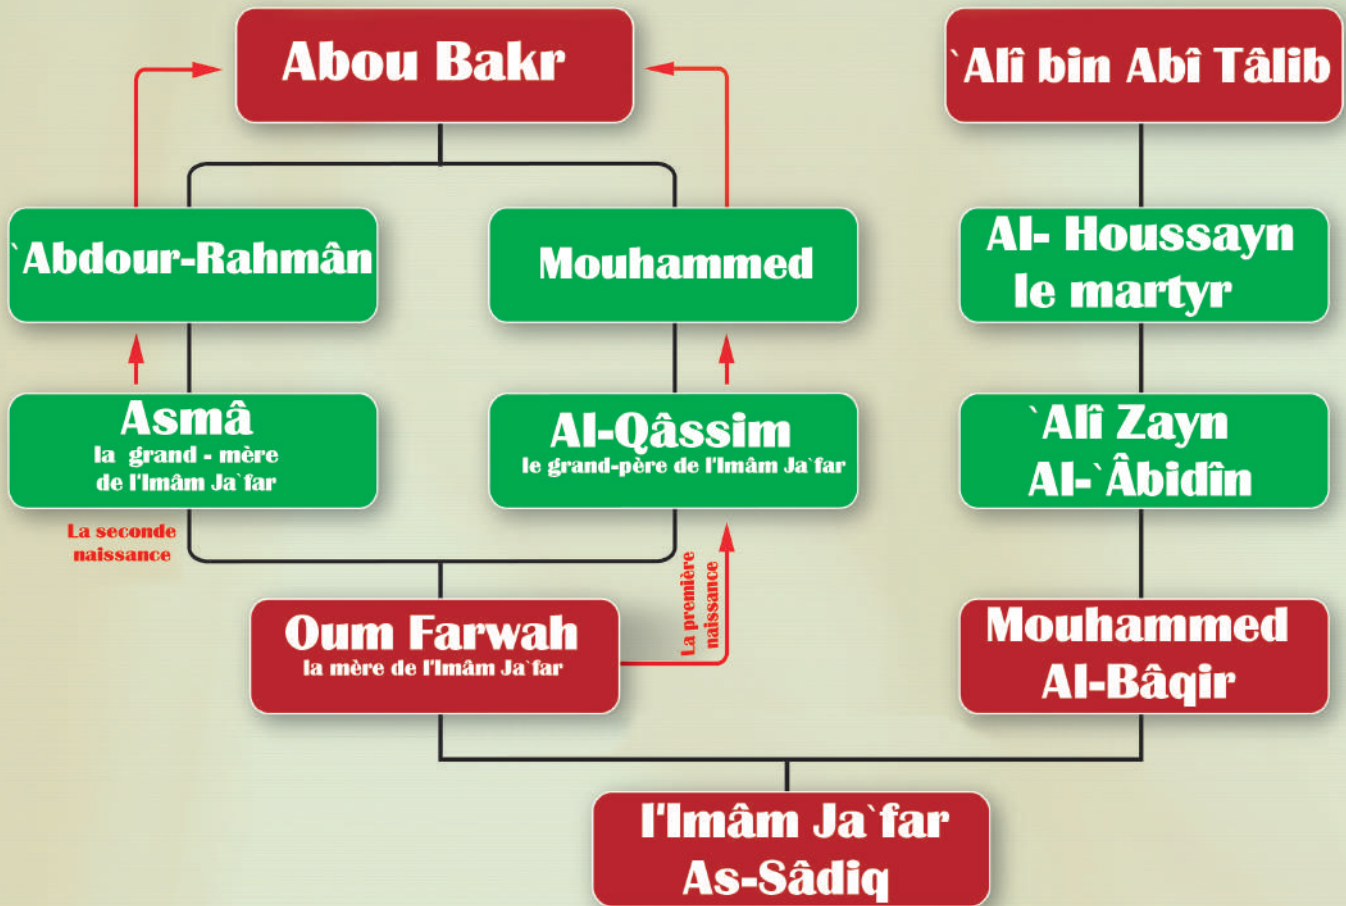 Abou Bakr
`Alî bin Abî Tâlib
`Abdour-Rahmân
Mouhammed
Al- Houssayn
le martyr
Asmâ
la grand - mère
de l'Imâm Ja`far
Al-Qâssim
le grand-père de l'Imâm Ja`far
`Alî Zayn
Al-`Âbidîn
La seconde
naissance
La première
naissance
Oum Farwah
la mère de l'Imâm Ja`far
Mouhammed
Al-Bâqir
l'Imâm Ja`far
As-Sâdiq